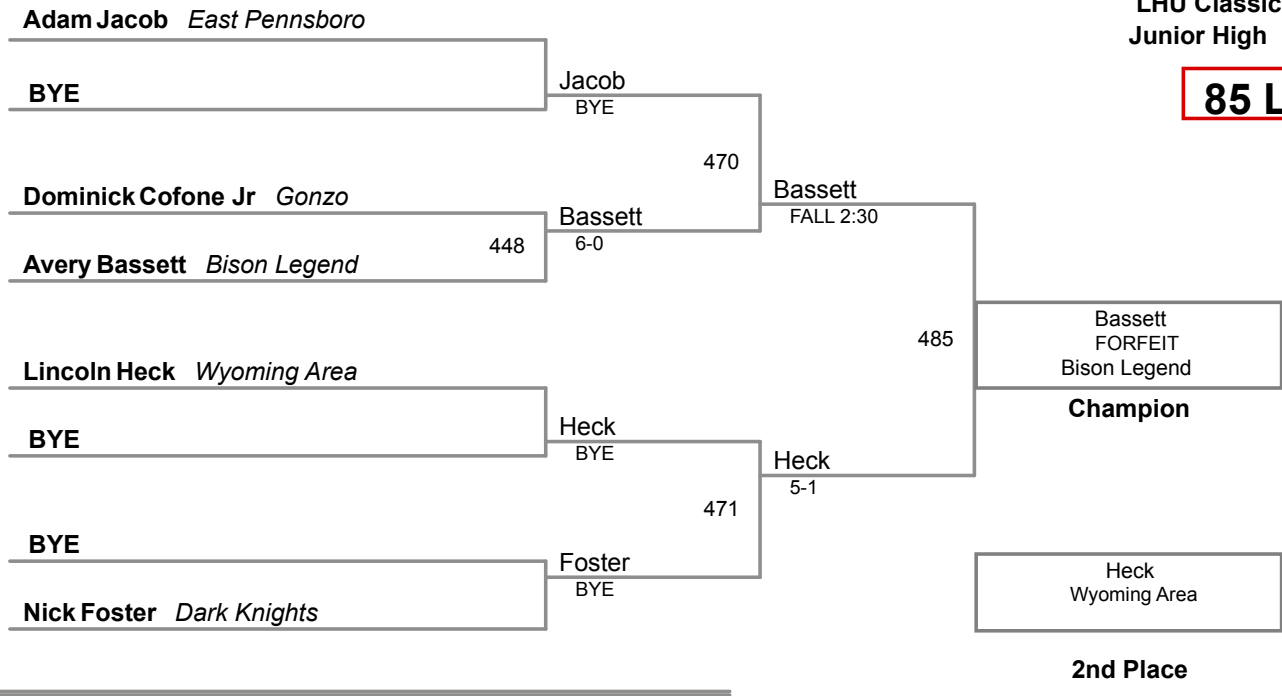 LHU Classic
Junior High
85 L
Adam Jacob East Pennsboro
BYE
Jacob
BYE
470
Dominick Cofone Jr Gonzo
Bassett
FALL 2:30
448
Bassett
6-0
Avery Bassett Bison Legend
485
Bassett
FORFEIT
Bison Legend
Champion
Lincoln Heck Wyoming Area
BYE
Heck
BYE
Heck
5-1
471
BYE
Foster
BYE
Nick Foster Dark Knights
Heck
Wyoming Area
2nd Place